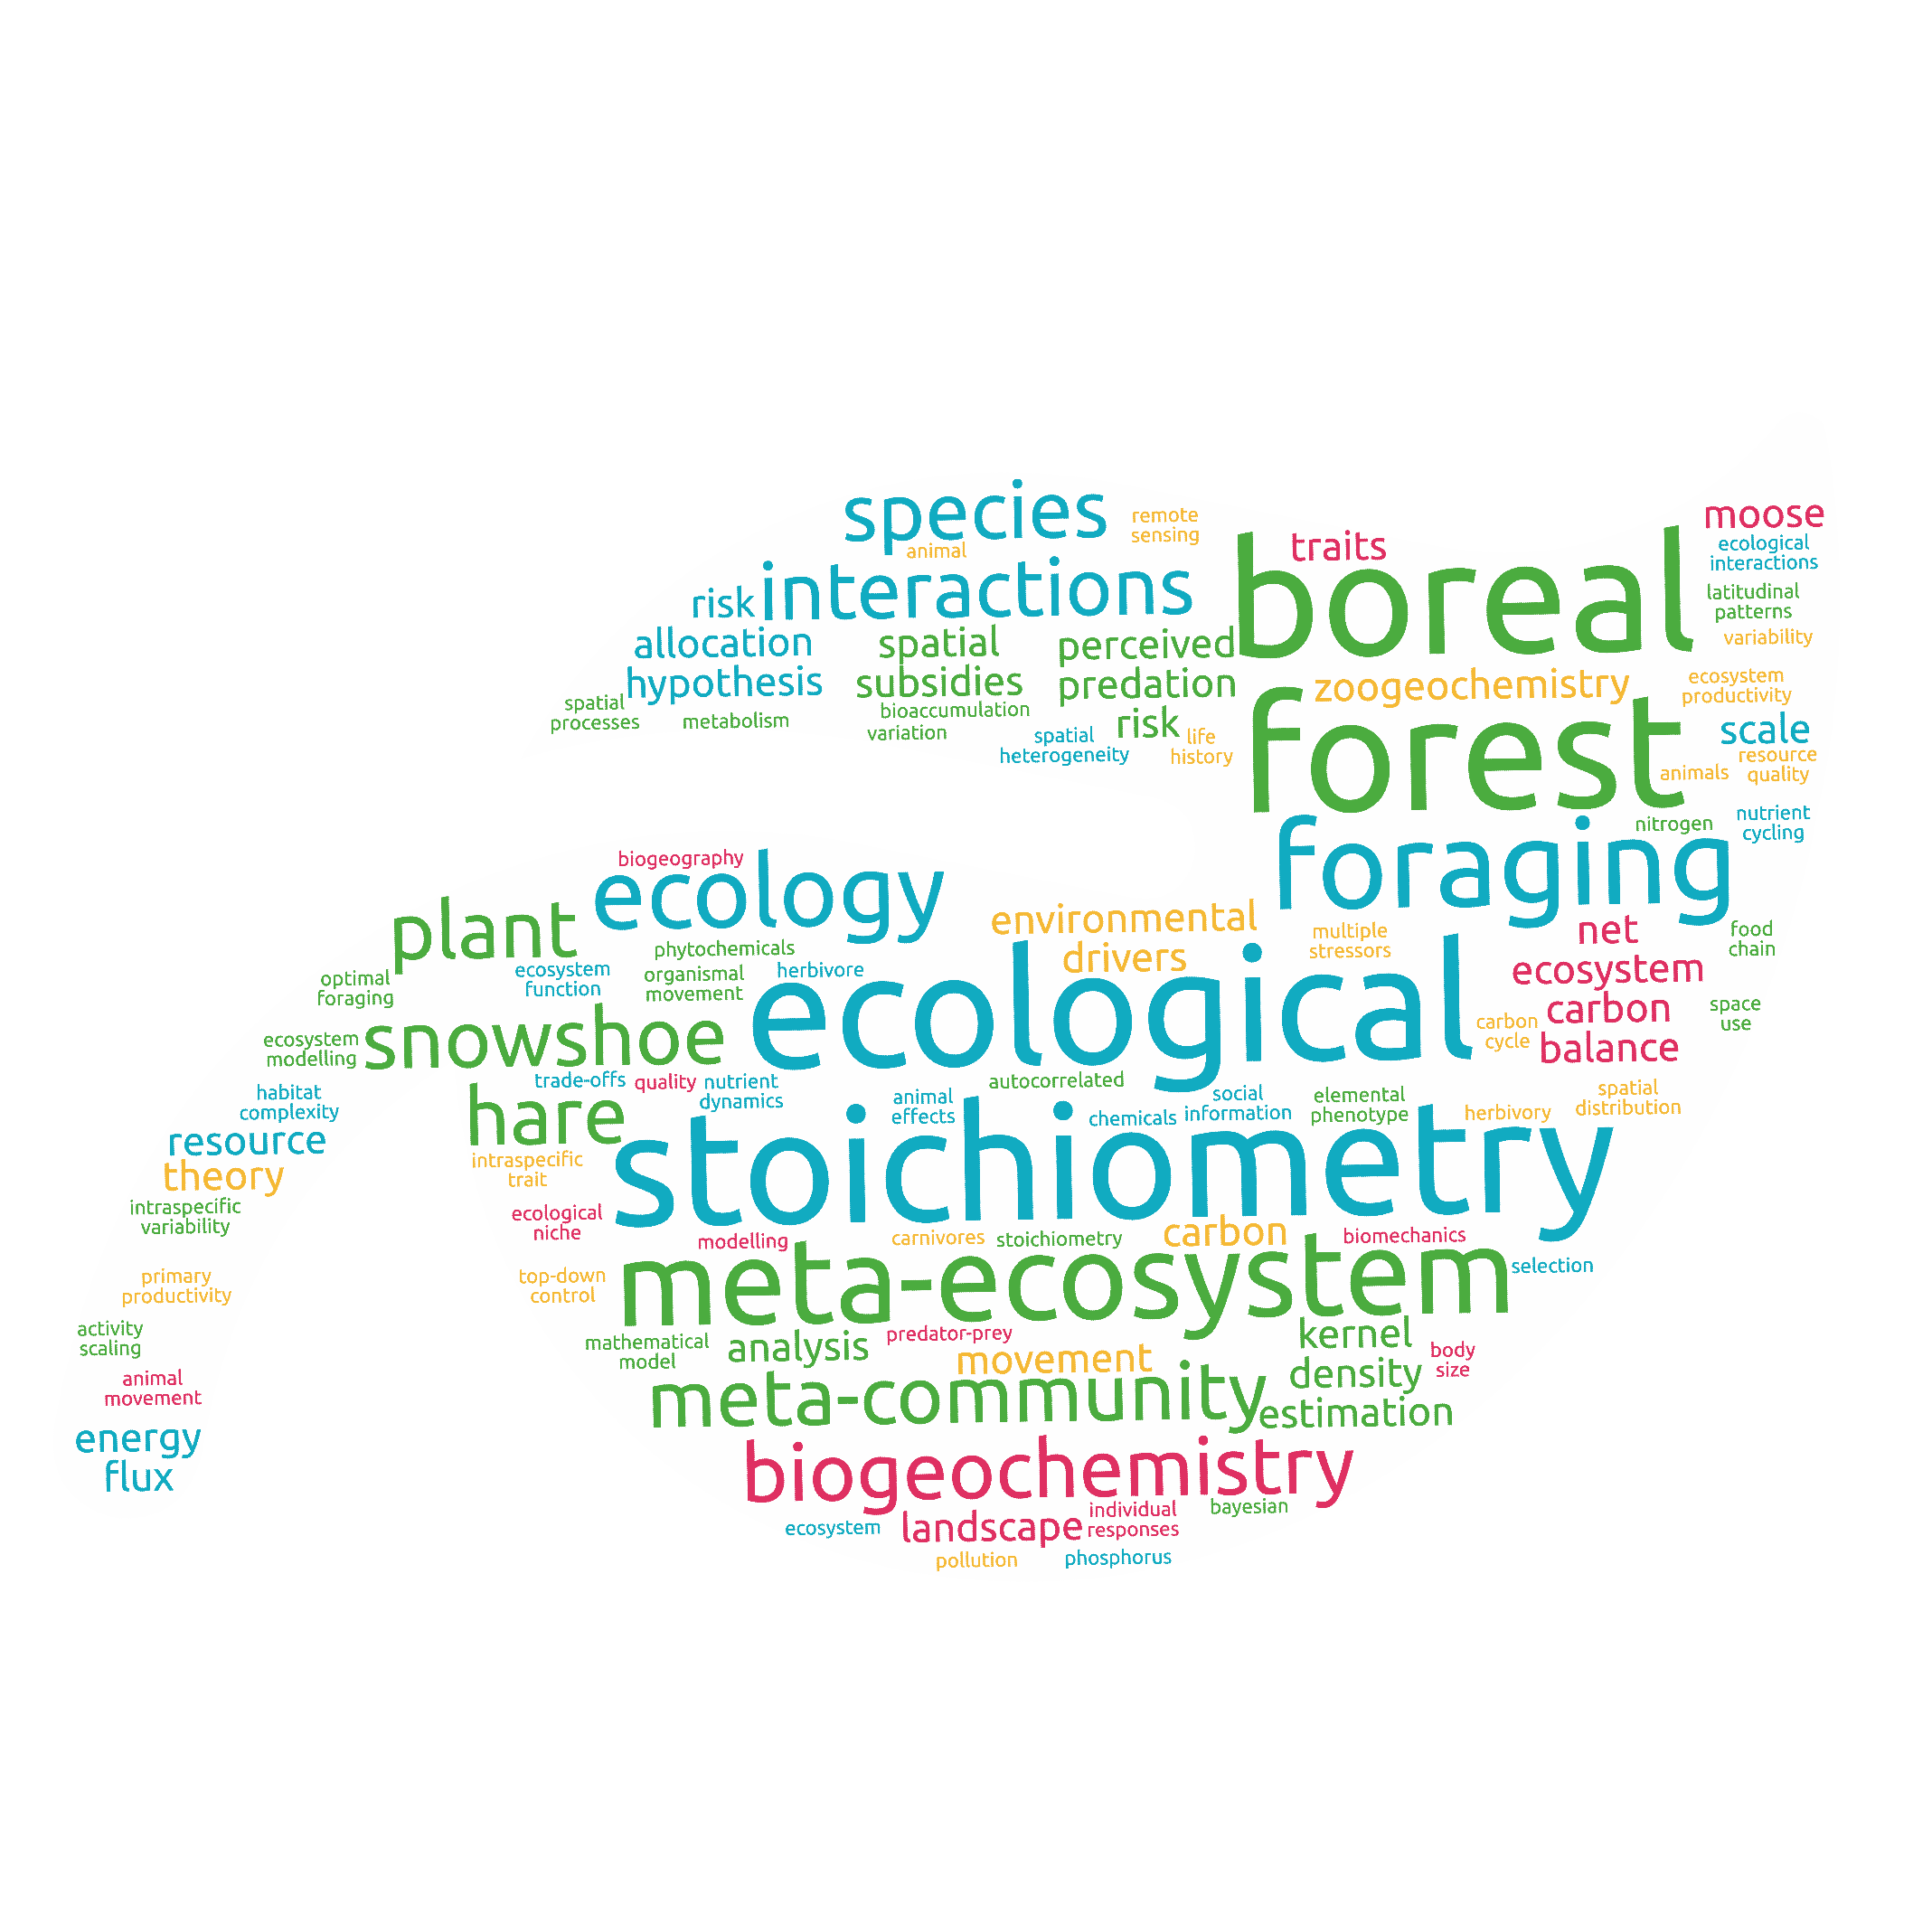 species
remote
sensing
animal
interactions
risk
allocation
hypothesis
spatial
subsidies
perceived
predation
risk
spatial
processes
metabolism
bioaccumulation
variation
spatial
heterogeneity
life
history
moose
traits
boreal
ecological
interactions
latitudinal
patterns
variability
zoogeochemistry
ecosystem
productivity
forest
scale
resource
quality
animals
nitrogen
nutrient
cycling
foraging
biogeography
ecology
plant
environmental
drivers
multiple
stressors
net
ecosystem
carbon
balance
food
chain
phytochemicals
optimal
foraging
ecosystem
function
organismal
movement
herbivore
ecological
carbon
cycle
space
use
ecosystem
modelling
snowshoe
hare
habitat
complexity
trade-offs
quality
nutrient
dynamics
autocorrelated
animal
effects
chemicals
social
information
elemental
phenotype
herbivory
spatial
distribution
resource
theory
intraspecific
trait
stoichiometry
intraspecific
variability
ecological
niche
modelling
carnivores
stoichiometry
carbon
biomechanics
meta-ecosystem
selection
primary
productivity
top-down
control
activity
scaling
mathematical
model
analysis
predator-prey
movement
kernel
density
estimation
body
size
animal
movement
meta-community
energy
flux
biogeochemistry
ecosystem
landscape
individual
responses
bayesian
pollution
phosphorus